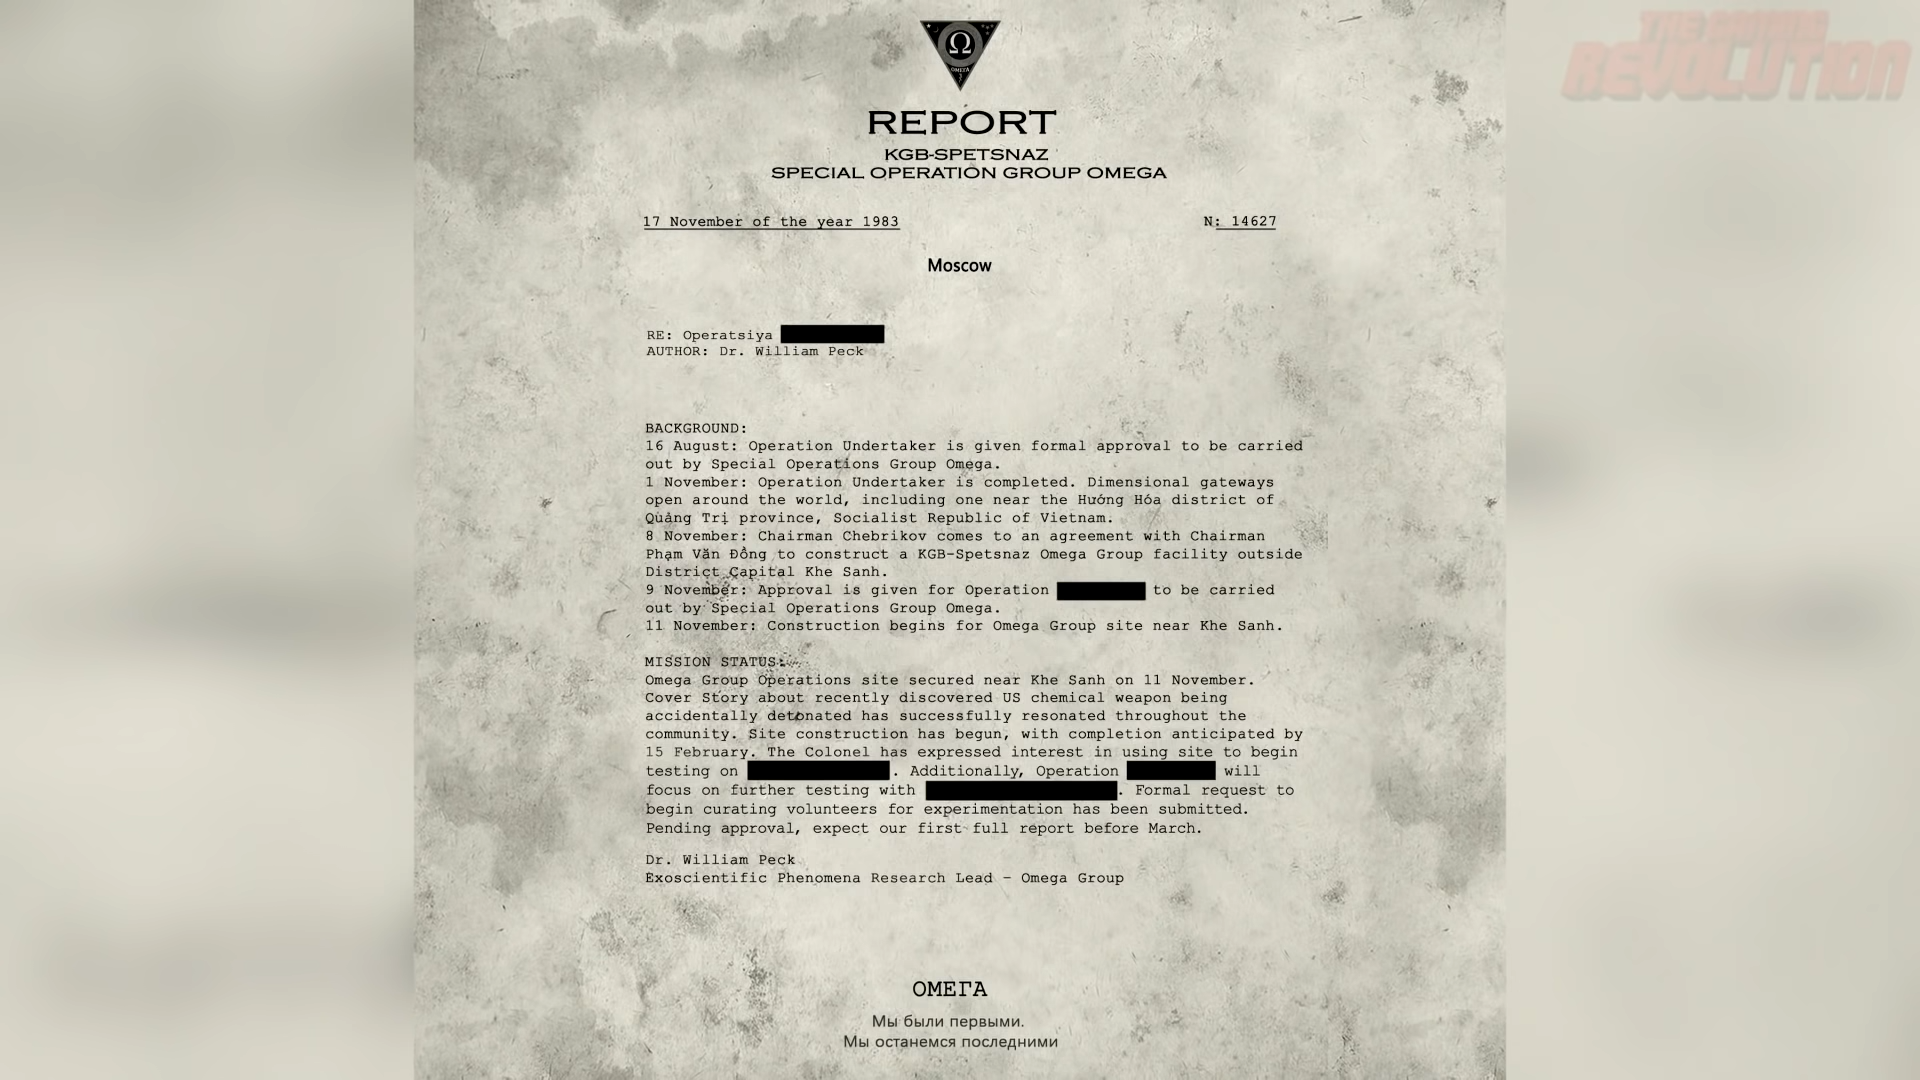 THE GAMING
REVOLUTION
Ω
ОМЕГА
REPORT
KGB-SPETSNAZ
SPECIAL OPERATION GROUP OMEGA
17 November of the year 1983 N: 14627
Moscow
RE: Operatsiya
AUTHOR: Dr. William Peck
BACKGROUND:
16 August: Operation Undertaker is given formal approval to be carried
out by Special Operations Group Omega.
1 November: Operation Undertaker is completed. Dimensional gateways
open around the world, including one near the Hướng Hóa district of
Quảng Trị province, Socialist Republic of Vietnam.
8 November: Chairman Chebrikov comes to an agreement with Chairman
Phạm Văn Đồng to construct a KGB-Spetsnaz Omega Group facility outside
District Capital Khe Sanh.
9 November: Approval is given for Operation to be carried
out by Special Operations Group Omega.
11 November: Construction begins for Omega Group site near Khe Sanh.
MISSION STATUS:
Omega Group Operations site secured near Khe Sanh on 11 November.
Cover Story about recently discovered US chemical weapon being
accidentally detonated has successfully resonated throughout the
community. Site construction has begun, with completion anticipated by
15 February. The Colonel has expressed interest in using site to begin
testing on . Additionally, Operation will
focus on further testing with . Formal request to
begin curating volunteers for experimentation has been submitted.
Pending approval, expect our first full report before March.
Dr. William Peck
Exoscientific Phenomena Research Lead – Omega Group
ОМЕГА
Мы были первыми.
Мы останемся последними